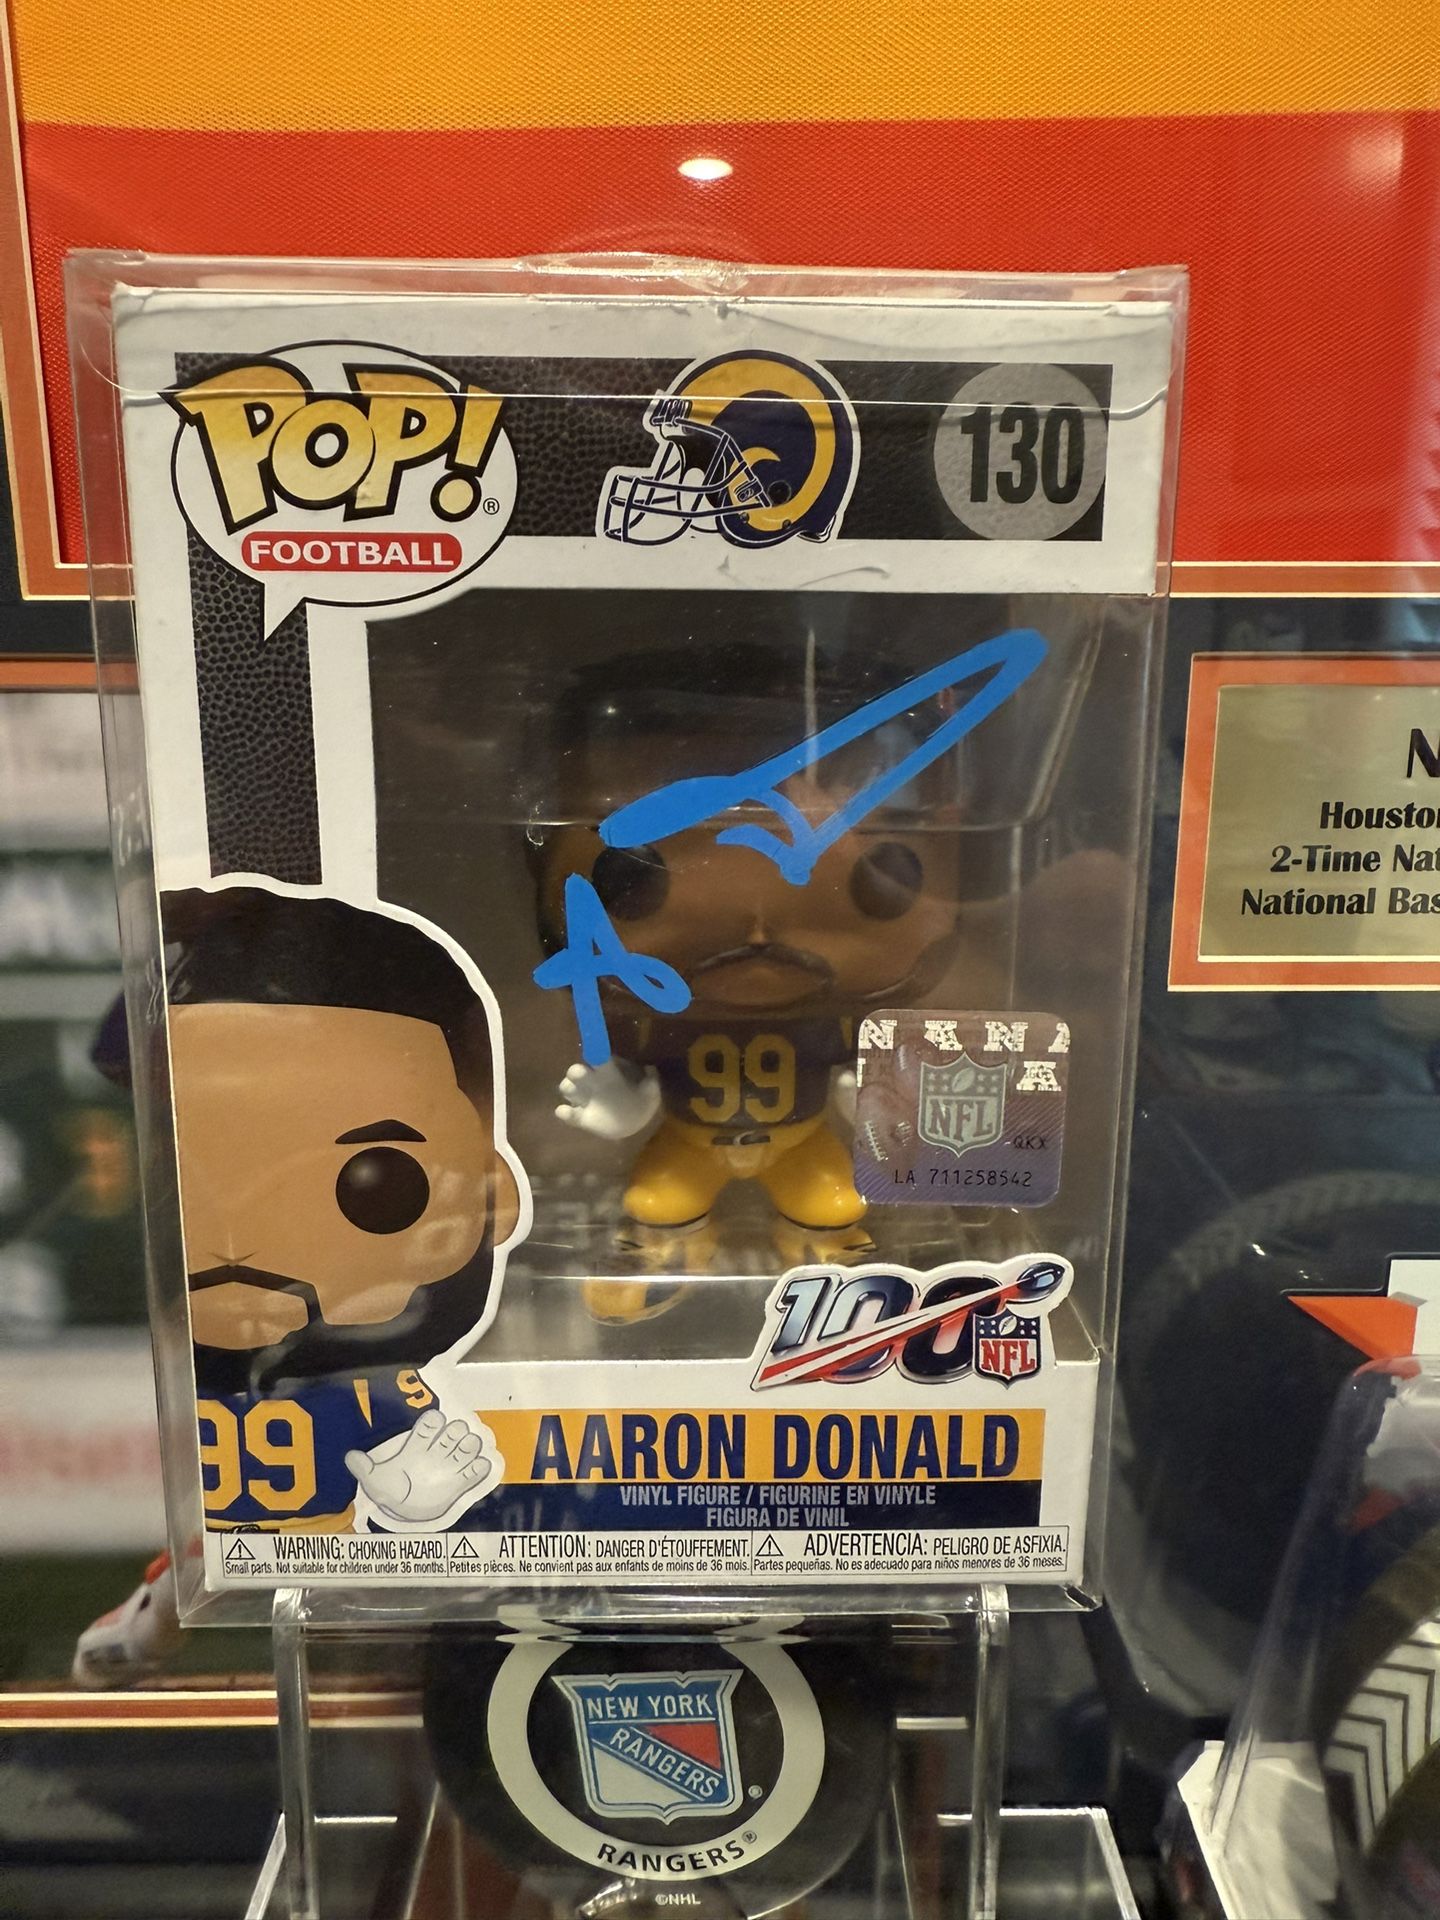 POP!®
FOOTBALL
130
N
Houston
2-Time Nat
National Bas
99
NFL
QKX
LA 711258542
100
NFL
99
9
AARON DONALD
VINYL FIGURE / FIGURINE EN VINYLE
FIGURA DE VINIL
WARNING: CHOKING HAZARD.
Small parts. Not suitable for children under 36 months.
ATTENTION: DANGER D'ÉTOUFFEMENT.
Petites pièces. Ne convient pas aux enfants de moins de 36 mois.
ADVERTENCIA: PELIGRO DE ASFIXIA.
Partes pequeñas. No es adecuado para niños menores de 36 meses.
NEW YORK
RANGERS
RANGERS®
©NHL